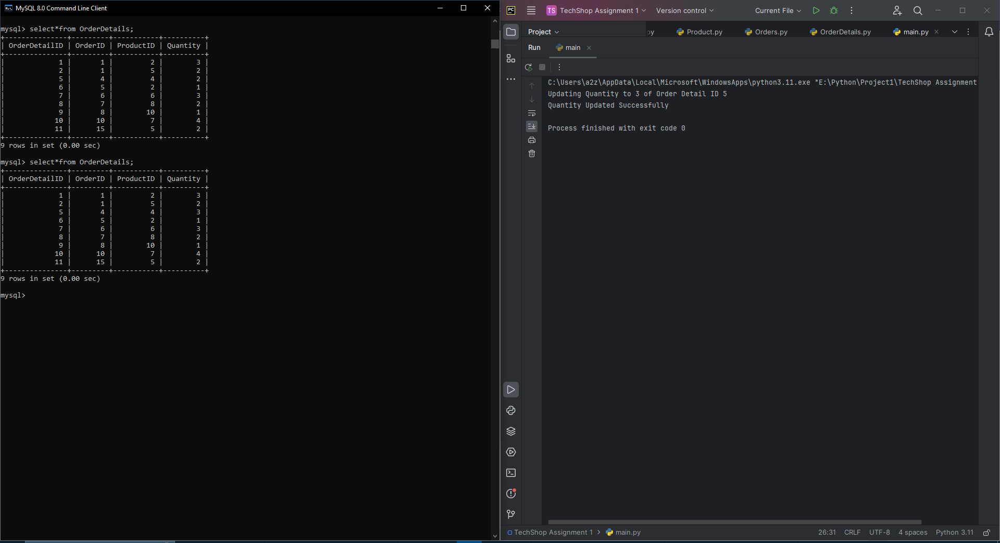 MySQL 8.0 Command Line Client
mysql> select*from OrderDetails;
+---------------+---------+-----------+----------+
| OrderDetailID | OrderID | ProductID | Quantity |
+---------------+---------+-----------+----------+
|             1 |       1 |         2 |        3 |
|             2 |       1 |         5 |        2 |
|             5 |       4 |         4 |        2 |
|             6 |       5 |         2 |        1 |
|             7 |       6 |         6 |        3 |
|             8 |       7 |         8 |        2 |
|             9 |       8 |        10 |        1 |
|            10 |      10 |         7 |        4 |
|            11 |      15 |         5 |        2 |
+---------------+---------+-----------+----------+
9 rows in set (0.00 sec)
mysql> select*from OrderDetails;
+---------------+---------+-----------+----------+
| OrderDetailID | OrderID | ProductID | Quantity |
+---------------+---------+-----------+----------+
|             1 |       1 |         2 |        3 |
|             2 |       1 |         5 |        2 |
|             5 |       4 |         4 |        3 |
|             6 |       5 |         2 |        1 |
|             7 |       6 |         6 |        3 |
|             8 |       7 |         8 |        2 |
|             9 |       8 |        10 |        1 |
|            10 |      10 |         7 |        4 |
|            11 |      15 |         5 |        2 |
+---------------+---------+-----------+----------+
9 rows in set (0.00 sec)
mysql>
PC TS TechShop Assignment 1 Version control Current File
Project py Product.py Orders.py OrderDetails.py main.py
Run main
C:\Users\a2z\AppData\Local\Microsoft\WindowsApps\python3.11.exe "E:\Python\Project1\TechShop Assignment
Updating Quantity to 3 of Order Detail ID 5
Quantity Updated Successfully
Process finished with exit code 0
TechShop Assignment 1 > main.py 26:31 CRLF UTF-8 4 spaces Python 3.11